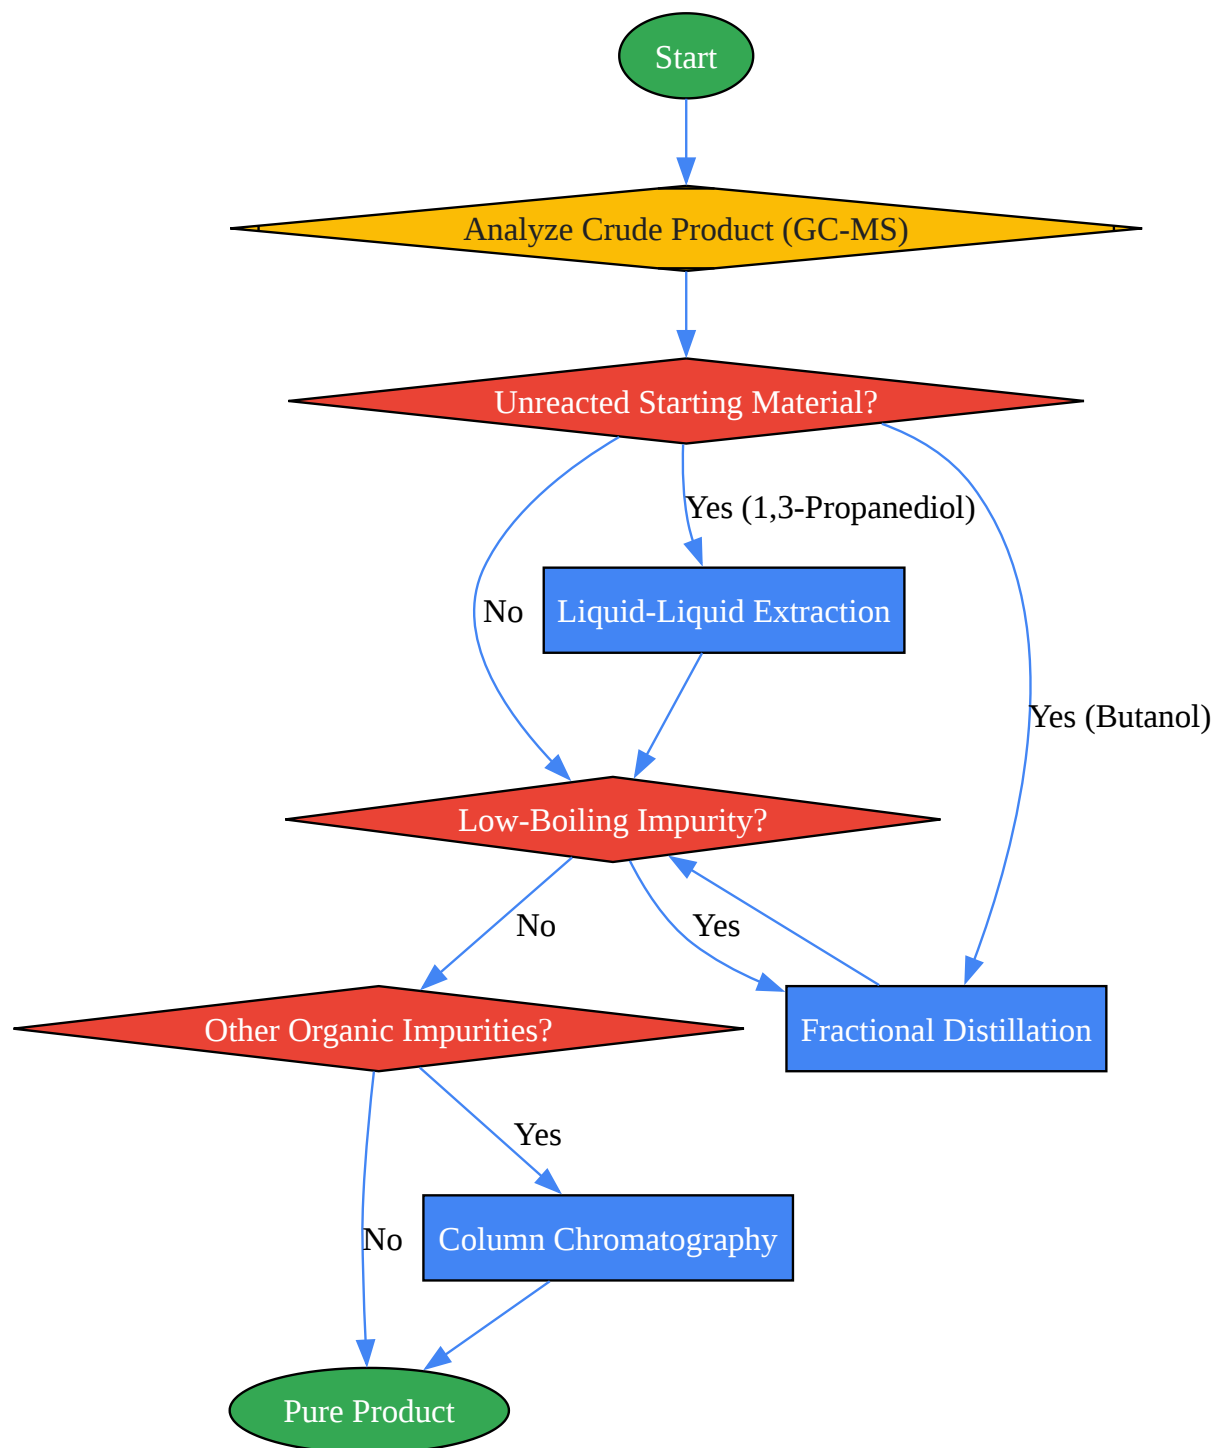 Start
Analyze Crude Product (GC-MS)
Unreacted Starting Material?
Yes (1,3-Propanediol)
No
Liquid-Liquid Extraction
Yes (Butanol)
Low-Boiling Impurity?
No
Yes
Other Organic Impurities?
Fractional Distillation
Yes
No
Column Chromatography
Pure Product